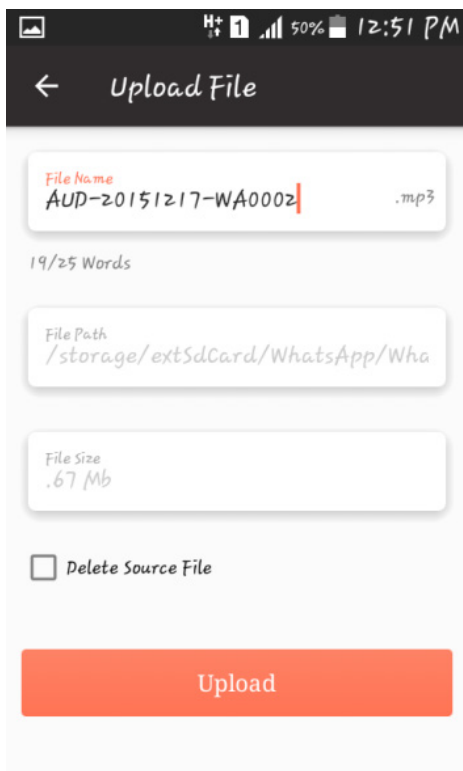 H+ 1 50% 12:51 PM
Upload File
File Name
AUD-20151217-WA0002 .mp3
19/25 Words
File Path
/storage/extSdCard/WhatsApp/Wha
File Size
.67 Mb
Delete Source File
Upload